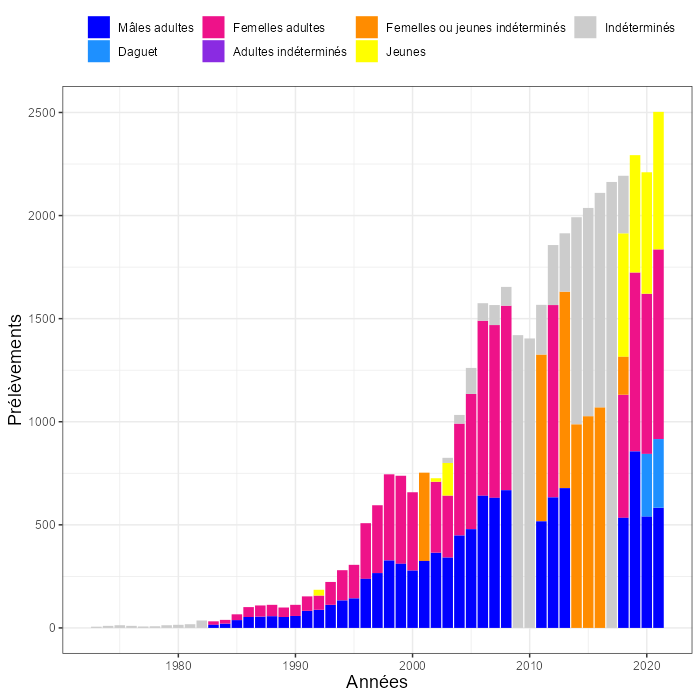 Mâles adultes Femelles adultes Femelles ou jeunes indéterminés Indéterminés
Daguet Adultes indéterminés Jeunes
2500
2000
1500
1000
500
0
Prélèvements
1980 1990 2000 2010 2020
Années